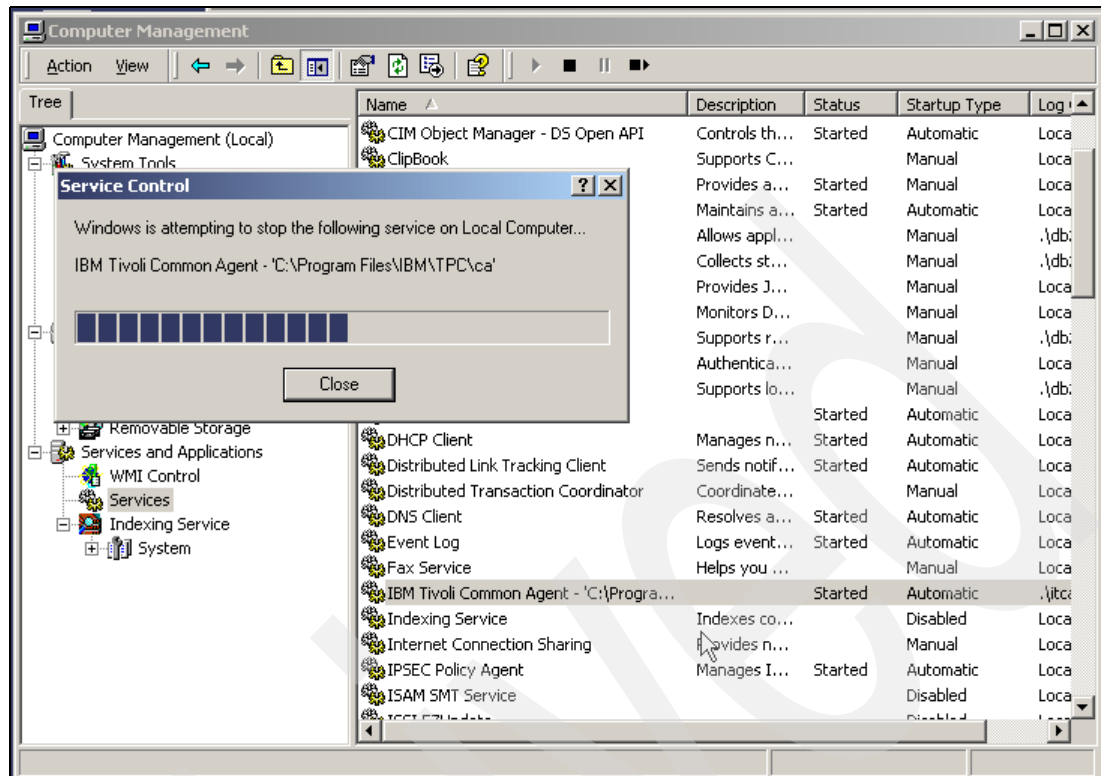 Computer Management
Action View
Tree
Name Description Status Startup Type Log
Computer Management (Local)
System Tools
CIM Object Manager - DS Open API Controls th... Started Automatic Loca
ClipBook Supports C... Manual Loca
Provides a... Started Manual Loca
Maintains a... Started Automatic Loca
Allows appl... Manual .\db
Collects st... Manual .\db
Provides J... Manual Loca
Monitors D... Manual Loca
Supports r... Manual .\db
Authentica... Manual Loca
Supports lo... Manual .\db
Started Automatic Loca
Service Control
Windows is attempting to stop the following service on Local Computer...
IBM Tivoli Common Agent - 'C:\Program Files\IBM\TPC\ca'
Close
Removable Storage
Services and Applications
WMI Control
Services
Indexing Service
System
DHCP Client Manages n... Started Automatic Loca
Distributed Link Tracking Client Sends notif... Started Automatic Loca
Distributed Transaction Coordinator Coordinate... Manual Loca
DNS Client Resolves a... Started Automatic Loca
Event Log Logs event... Started Automatic Loca
Fax Service Helps you ... Manual Loca
IBM Tivoli Common Agent - 'C:\Progra... Started Automatic .\itca
Indexing Service Indexes co... Disabled Loca
Internet Connection Sharing Provides n... Manual Loca
IPSEC Policy Agent Manages I... Started Automatic Loca
ISAM SMT Service Disabled Loca